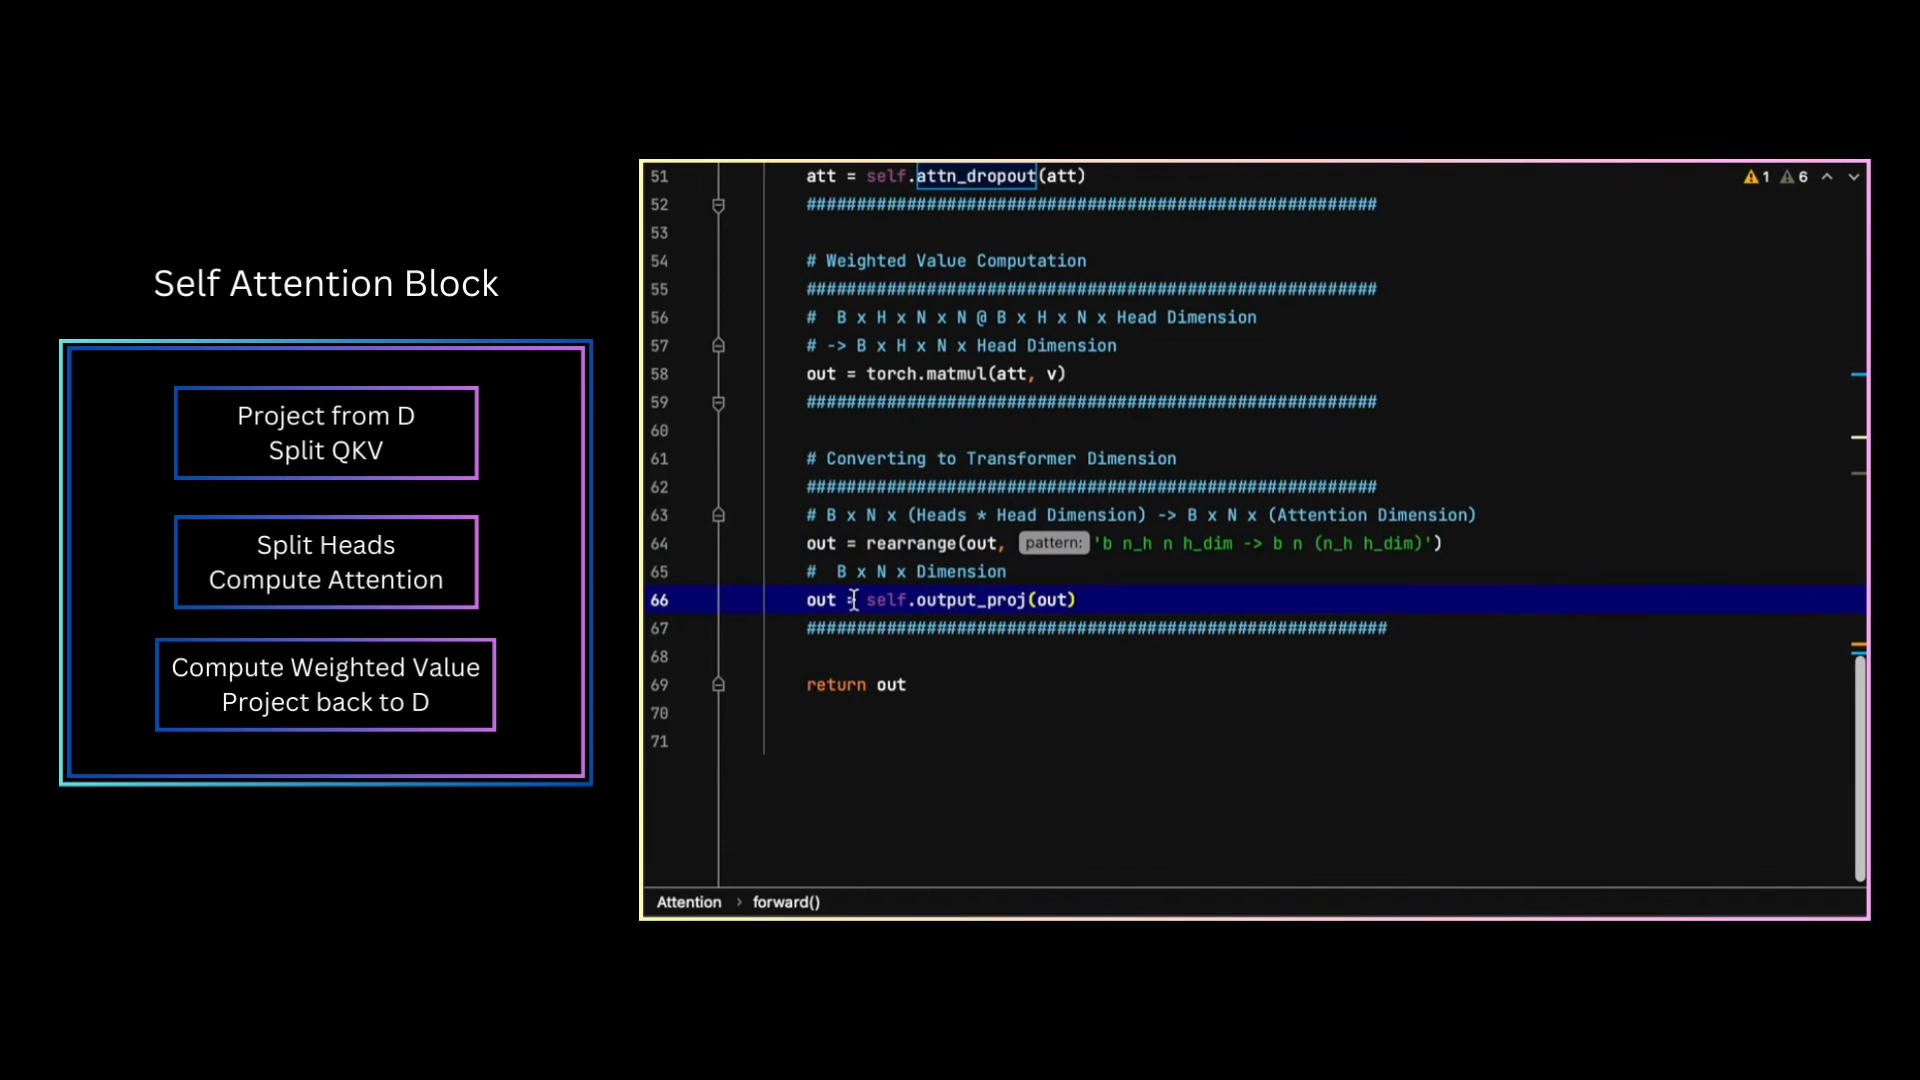 Self Attention Block
Project from D
Split QKV
Split Heads
Compute Attention
Compute Weighted Value
Project back to D
51 att = self.attn_dropout(att)
1 6
52 #########################################################
53
54 # Weighted Value Computation
55 #########################################################
56 #  B x H x N x N @ B x H x N x Head Dimension
57 # -> B x H x N x Head Dimension
58 out = torch.matmul(att, v)
59 #########################################################
60
61 # Converting to Transformer Dimension
62 #########################################################
63 # B x N x (Heads * Head Dimension) -> B x N x (Attention Dimension)
64 out = rearrange(out, pattern: 'b n_h n h_dim -> b n (n_h h_dim)')
65 #  B x N x Dimension
66 out = self.output_proj(out)
67 ##########################################################
68
69 return out
70
71
Attention › forward()